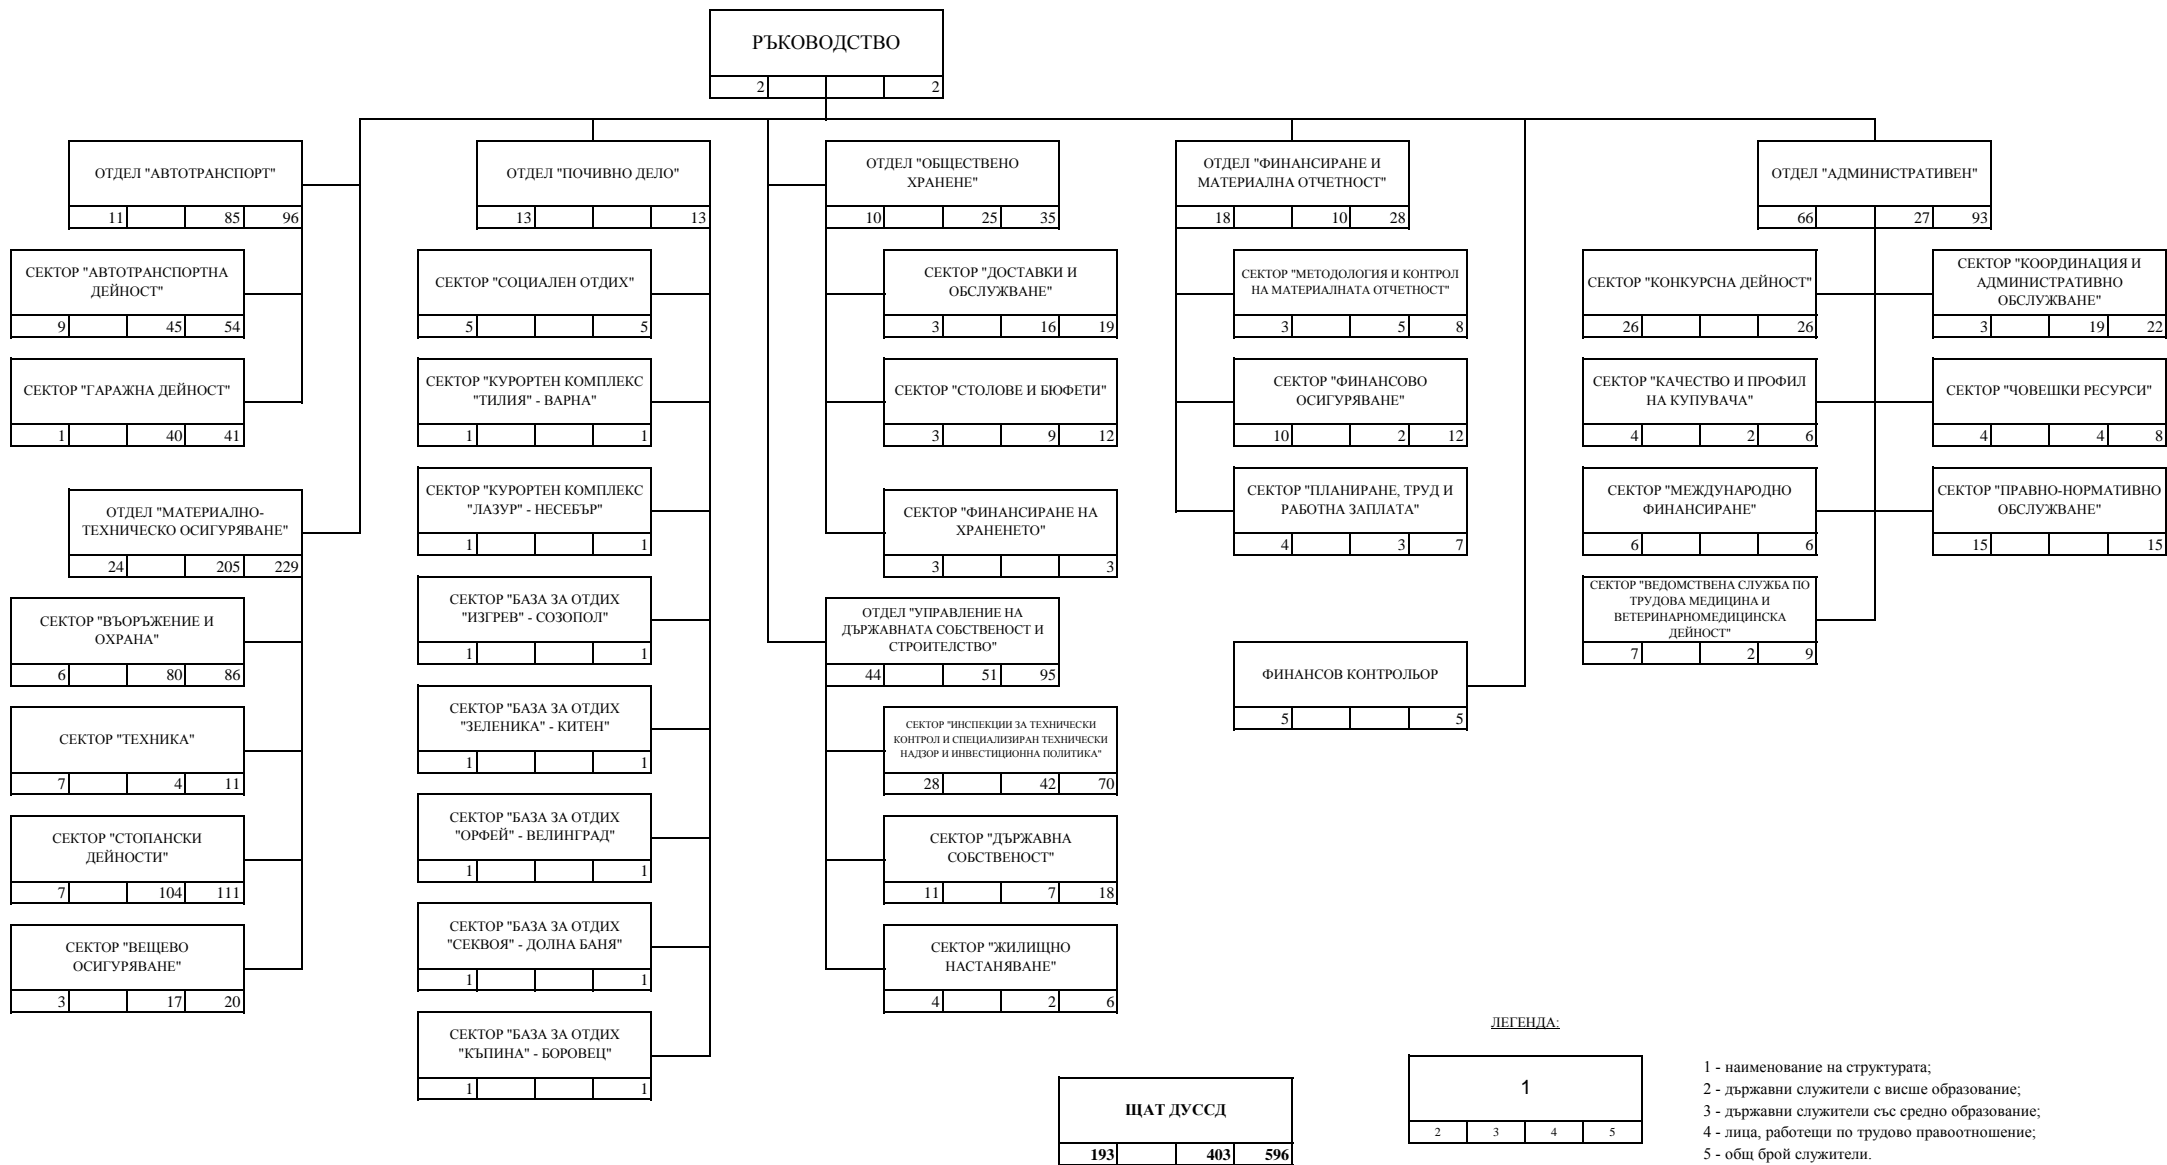 РЪКОВОДСТВО
2 2
ОТДЕЛ "АВТОТРАНСПОРТ"
11 85 96
СЕКТОР "АВТОТРАНСПОРТНА
ДЕЙНОСТ"
9 45 54
СЕКТОР "ГАРАЖНА ДЕЙНОСТ"
1 40 41
ОТДЕЛ "МАТЕРИАЛНО-
ТЕХНИЧЕСКО ОСИГУРЯВАНЕ"
24 205 229
СЕКТОР "ВЪОРЪЖЕНИЕ И
ОХРАНА"
6 80 86
СЕКТОР "ТЕХНИКА"
7 4 11
СЕКТОР "СТОПАНСКИ
ДЕЙНОСТИ"
7 104 111
СЕКТОР "ВЕЩЕВО
ОСИГУРЯВАНЕ"
3 17 20
ОТДЕЛ "ПОЧИВНО ДЕЛО"
13 13
СЕКТОР "СОЦИАЛЕН ОТДИХ"
5 5
СЕКТОР "КУРОРТЕН КОМПЛЕКС
"ТИЛИЯ" - ВАРНА"
1 1
СЕКТОР "КУРОРТЕН КОМПЛЕКС
"ЛАЗУР" - НЕСЕБЪР"
1 1
СЕКТОР "БАЗА ЗА ОТДИХ
"ИЗГРЕВ" - СОЗОПОЛ"
1 1
СЕКТОР "БАЗА ЗА ОТДИХ
"ЗЕЛЕНИКА" - КИТЕН"
1 1
СЕКТОР "БАЗА ЗА ОТДИХ
"ОРФЕЙ" - ВЕЛИНГРАД"
1 1
СЕКТОР "БАЗА ЗА ОТДИХ
"СЕКВОЯ" - ДОЛНА БАНЯ"
1 1
СЕКТОР "БАЗА ЗА ОТДИХ
"КЪПИНА" - БОРОВЕЦ"
1 1
ОТДЕЛ "ОБЩЕСТВЕНО
ХРАНЕНЕ"
10 25 35
СЕКТОР "ДОСТАВКИ И
ОБСЛУЖВАНЕ"
3 16 19
СЕКТОР "СТОЛОВЕ И БЮФЕТИ"
3 9 12
СЕКТОР "ФИНАНСИРАНЕ НА
ХРАНЕНЕТО"
3 3
ОТДЕЛ "УПРАВЛЕНИЕ НА
ДЪРЖАВНАТА СОБСТВЕНОСТ И
СТРОИТЕЛСТВО"
44 51 95
СЕКТОР "ИНСПЕКЦИИ ЗА ТЕХНИЧЕСКИ
КОНТРОЛ И СПЕЦИАЛИЗИРАН ТЕХНИЧЕСКИ
НАДЗОР И ИНВЕСТИЦИОННА ПОЛИТИКА"
28 42 70
СЕКТОР "ДЪРЖАВНА
СОБСТВЕНОСТ"
11 7 18
СЕКТОР "ЖИЛИЩНО
НАСТАНЯВАНЕ"
4 2 6
ОТДЕЛ "ФИНАНСИРАНЕ И
МАТЕРИАЛНА ОТЧЕТНОСТ"
18 10 28
СЕКТОР "МЕТОДОЛОГИЯ И КОНТРОЛ
НА МАТЕРИАЛНАТА ОТЧЕТНОСТ"
3 5 8
СЕКТОР "ФИНАНСОВО
ОСИГУРЯВАНЕ"
10 2 12
СЕКТОР "ПЛАНИРАНЕ, ТРУД И
РАБОТНА ЗАПЛАТА"
4 3 7
ФИНАНСОВ КОНТРОЛЬОР
5 5
ОТДЕЛ "АДМИНИСТРАТИВЕН"
66 27 93
СЕКТОР "КОНКУРСНА ДЕЙНОСТ"
26 26
СЕКТОР "КАЧЕСТВО И ПРОФИЛ
НА КУПУВАЧА"
4 2 6
СЕКТОР "МЕЖДУНАРОДНО
ФИНАНСИРАНЕ"
6 6
СЕКТОР "ВЕДОМСТВЕНА СЛУЖБА ПО
ТРУДОВА МЕДИЦИНА И
ВЕТЕРИНАРНОМЕДИЦИНСКА
ДЕЙНОСТ"
7 2 9
СЕКТОР "КООРДИНАЦИЯ И
АДМИНИСТРАТИВНО
ОБСЛУЖВАНЕ"
3 19 22
СЕКТОР "ЧОВЕШКИ РЕСУРСИ"
4 4 8
СЕКТОР "ПРАВНО-НОРМАТИВНО
ОБСЛУЖВАНЕ"
15 15
ЩАТ ДУССД
193 403 596
ЛЕГЕНДА:
1
2 3 4 5
1 - наименование на структурата;
2 - държавни служители с висше образование;
3 - държавни служители със средно образование;
4 - лица, работещи по трудово правоотношение;
5 - общ брой служители.